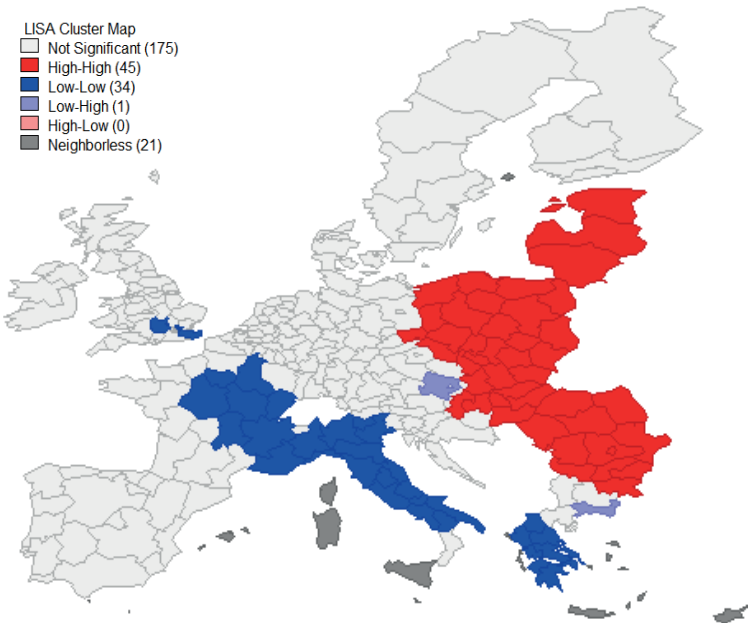 LISA Cluster Map
Not Significant (175)
High-High (45)
Low-Low (34)
Low-High (1)
High-Low (0)
Neighborless (21)